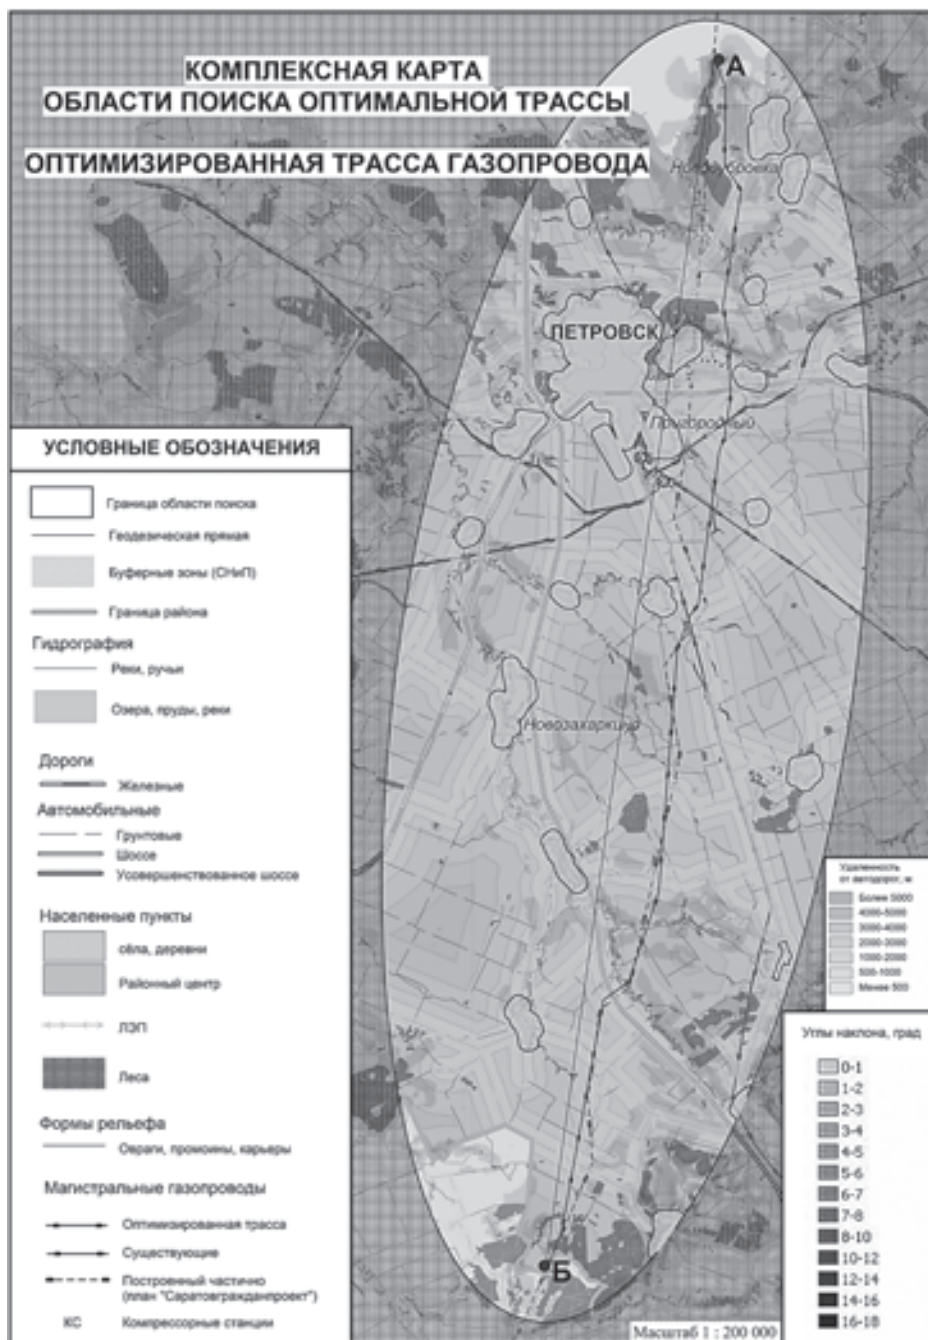 КОМПЛЕКСНАЯ КАРТА
ОБЛАСТИ ПОИСКА ОПТИМАЛЬНОЙ ТРАССЫ
ОПТИМИЗИРОВАННАЯ ТРАССА ГАЗОПРОВОДА
А
Новодубровка
ПЕТРОВСК
Пригородный
Новозахаркино
Б
УСЛОВНЫЕ ОБОЗНАЧЕНИЯ
Граница области поиска
Геодезическая прямая
Буферные зоны (СНиП)
Граница района
Гидрография
Реки, ручьи
Озера, пруды, реки
Дороги
Железные
Автомобильные
Грунтовые
Шоссе
Усовершенствованное шоссе
Населенные пункты
сёла, деревни
Районный центр
ЛЭП
Леса
Формы рельефа
Овраги, промоины, карьеры
Магистральные газопроводы
Оптимизированная трасса
Существующие
Построенный частично
(план "Саратовгражданпроект")
КС Компрессорные станции
Удаленность
от автодорог, м
Более 5000
4000-5000
3000-4000
2000-3000
1000-2000
500-1000
Менее 500
Углы наклона, град
0-1
1-2
2-3
3-4
4-5
5-6
6-7
7-8
8-10
10-12
12-14
14-16
16-18
Масштаб 1 : 200 000